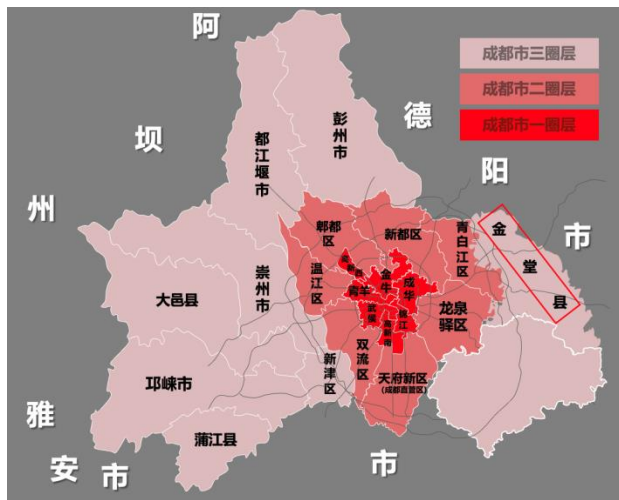 阿
坝
州
德
阳
市
成都市三圈层
成都市二圈层
成都市一圈层
彭州市
都江堰市
郫都区
新都区
青白江区
金堂县
温江区
高新西
金牛
成华
青羊
武侯
锦江
高新南
龙泉驿区
崇州市
大邑县
双流区
新津区
天府新区
(成都直管区)
邛崃市
蒲江县
雅
安
市
市